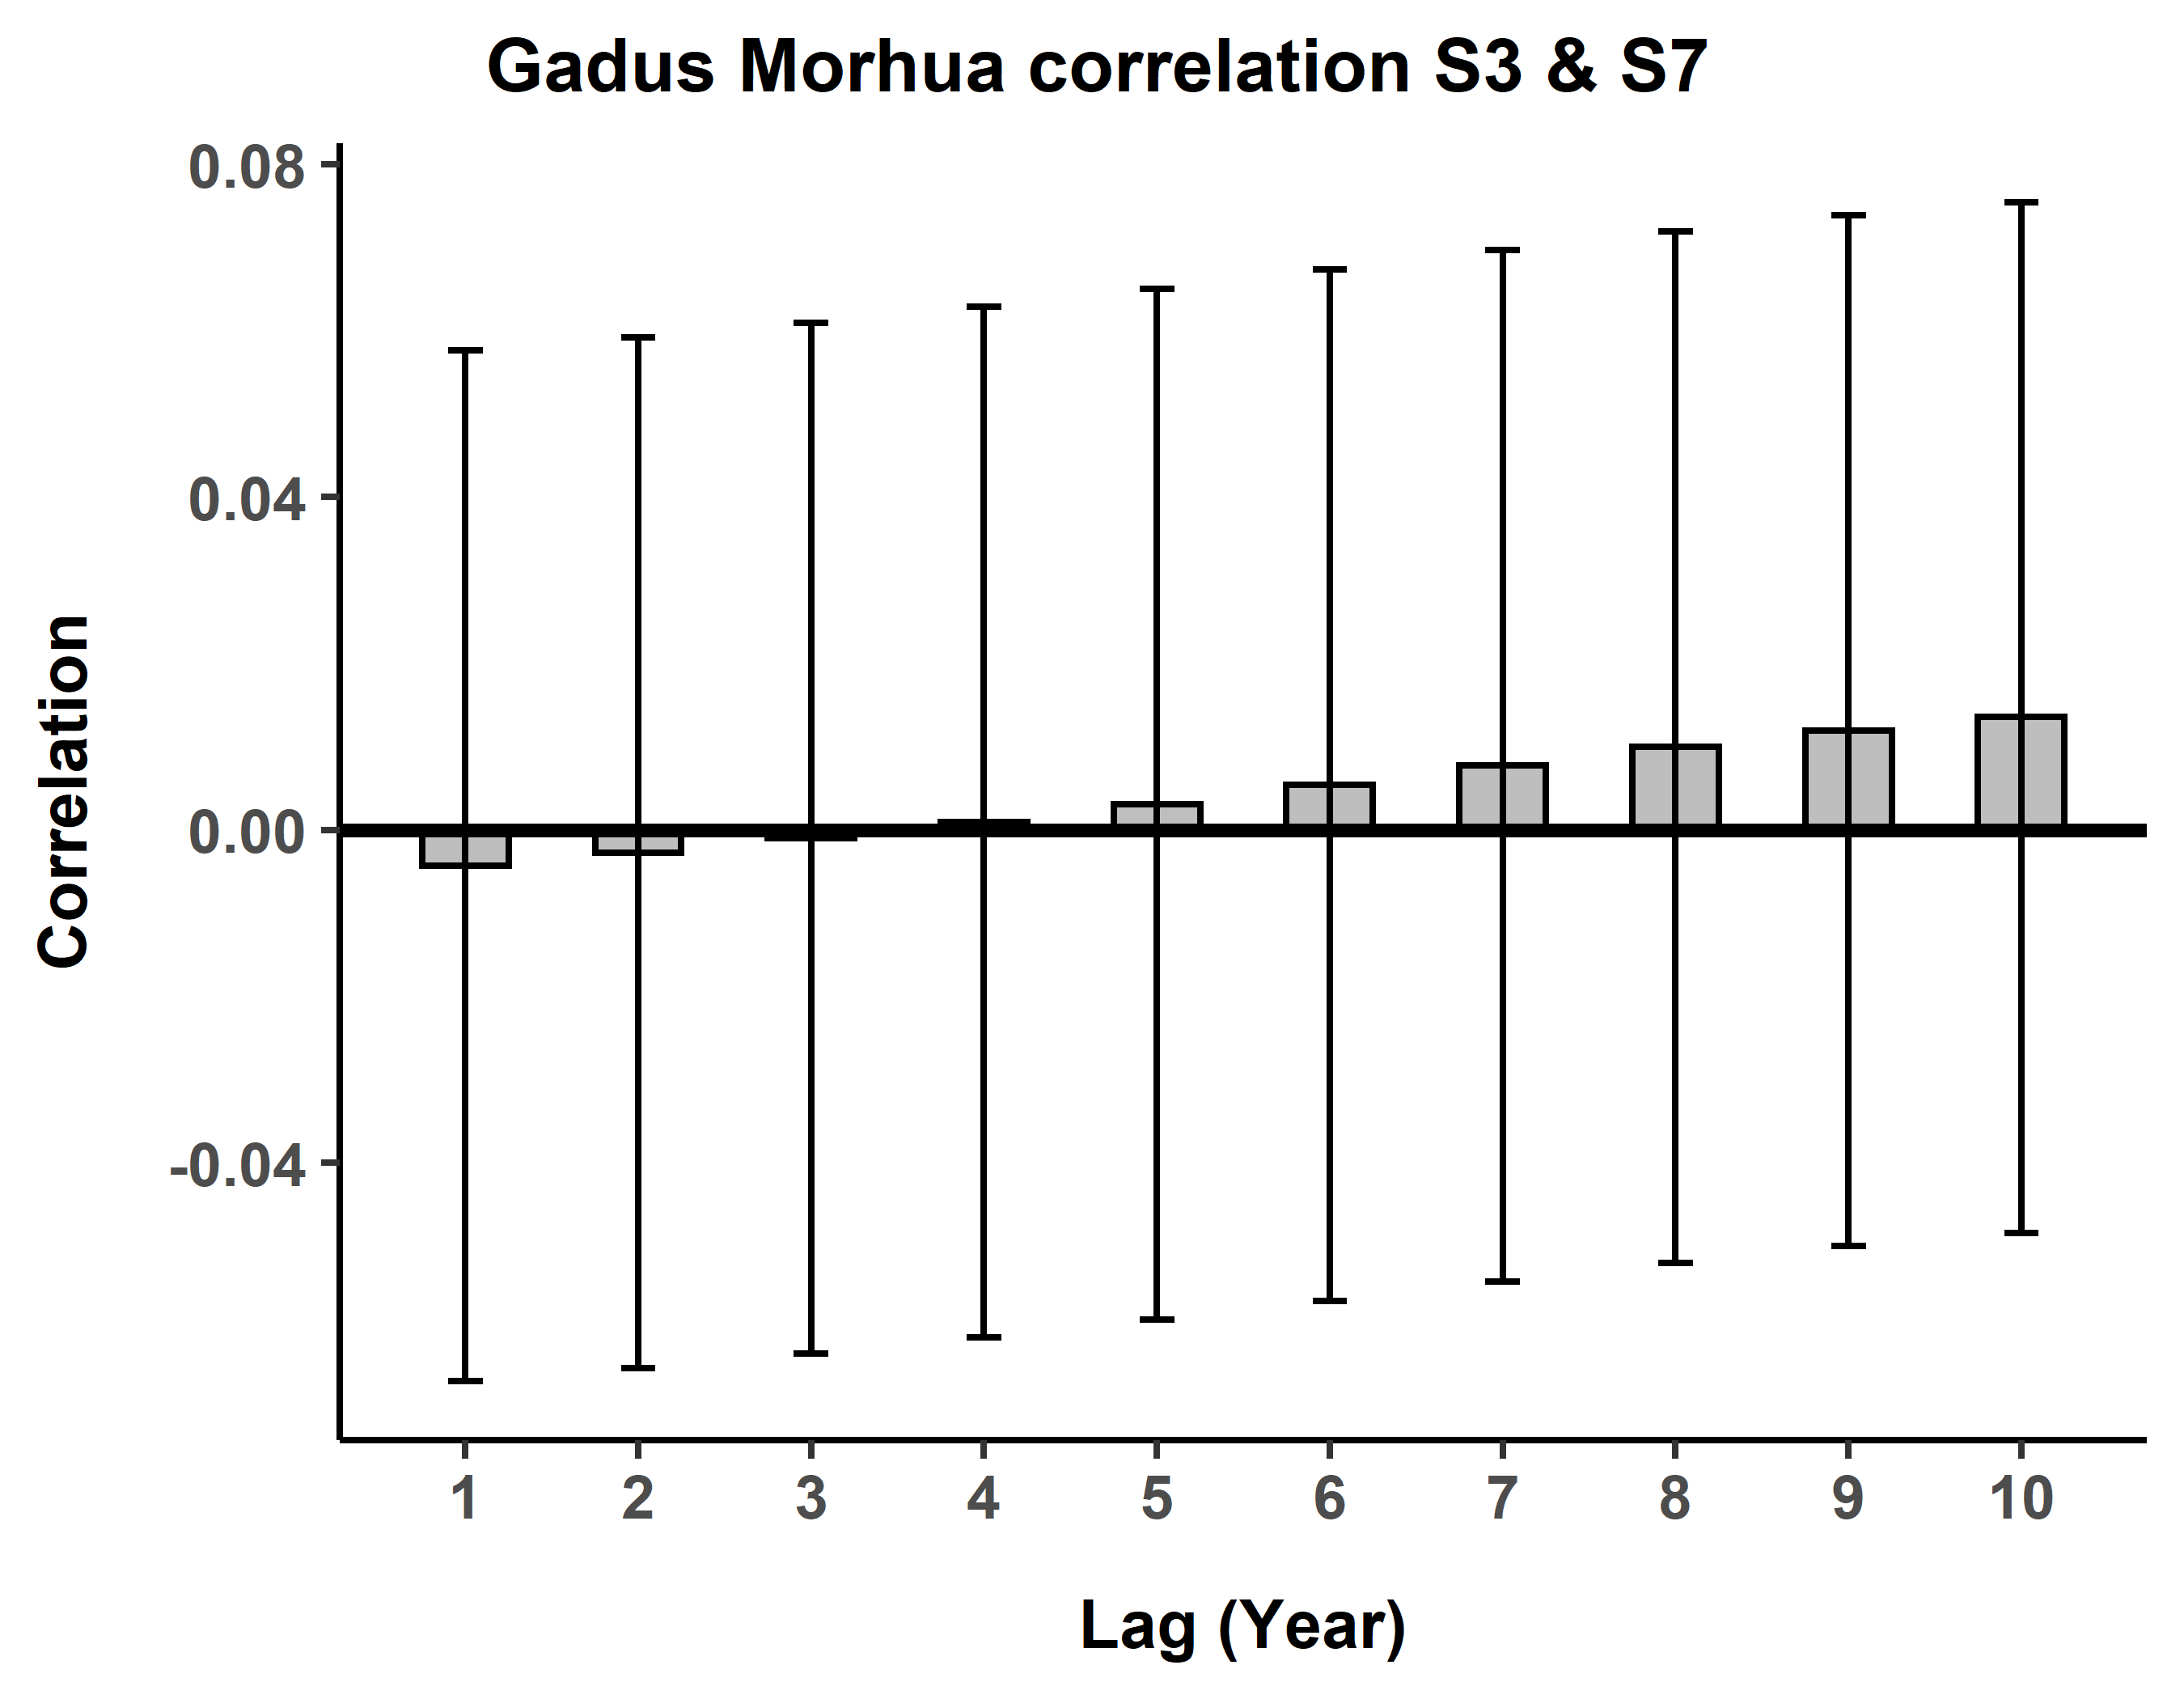 Gadus Morhua correlation S3 & S7
0.08
0.04
0.00
-0.04
Correlation
1 2 3 4 5 6 7 8 9 10
Lag (Year)